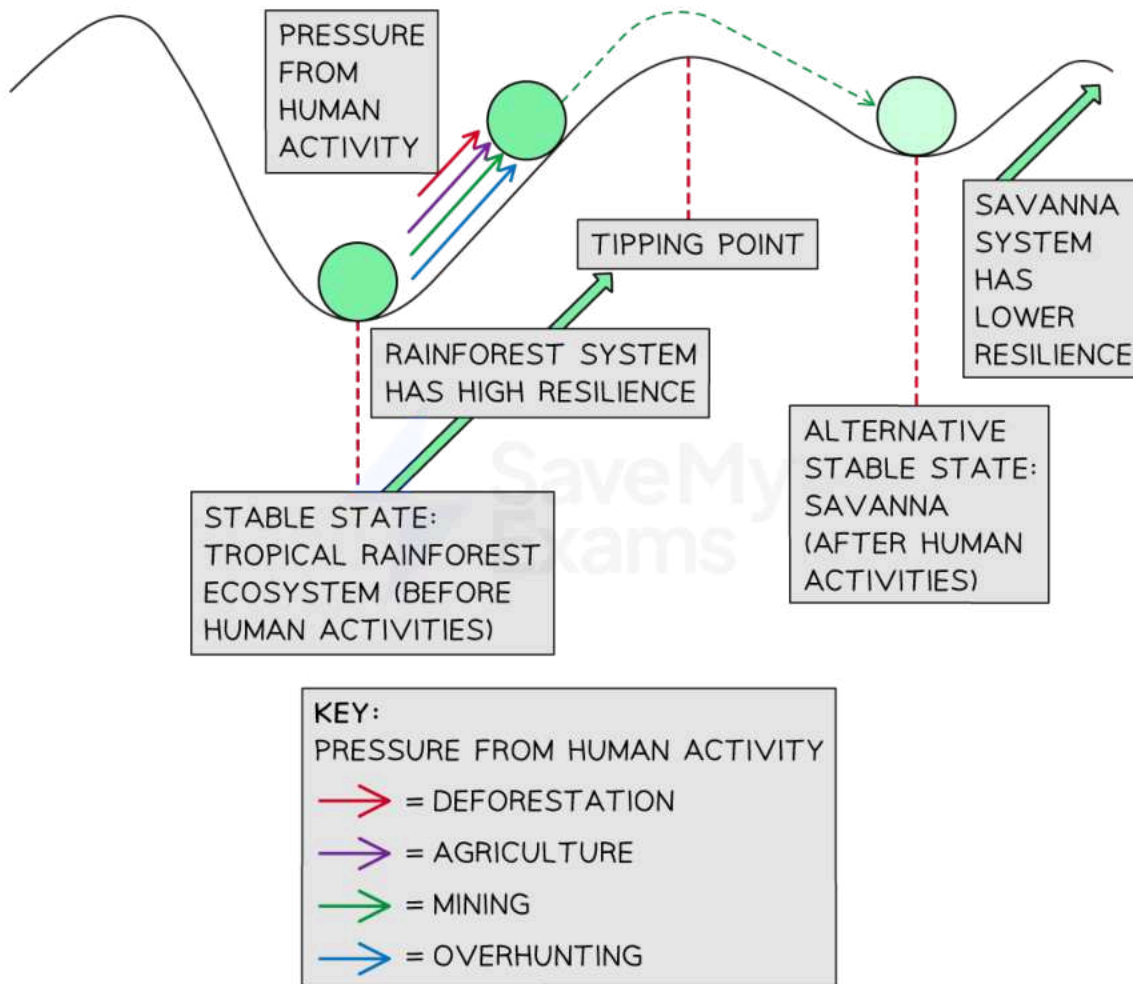 PRESSURE
FROM
HUMAN
ACTIVITY
TIPPING POINT
SAVANNA
SYSTEM
HAS
LOWER
RESILIENCE
RAINFOREST SYSTEM
HAS HIGH RESILIENCE
ALTERNATIVE
STABLE STATE:
SAVANNA
(AFTER HUMAN
ACTIVITIES)
STABLE STATE:
TROPICAL RAINFOREST
ECOSYSTEM (BEFORE
HUMAN ACTIVITIES)
SaveMy
Exams
KEY:
PRESSURE FROM HUMAN ACTIVITY
= DEFORESTATION
= AGRICULTURE
= MINING
= OVERHUNTING